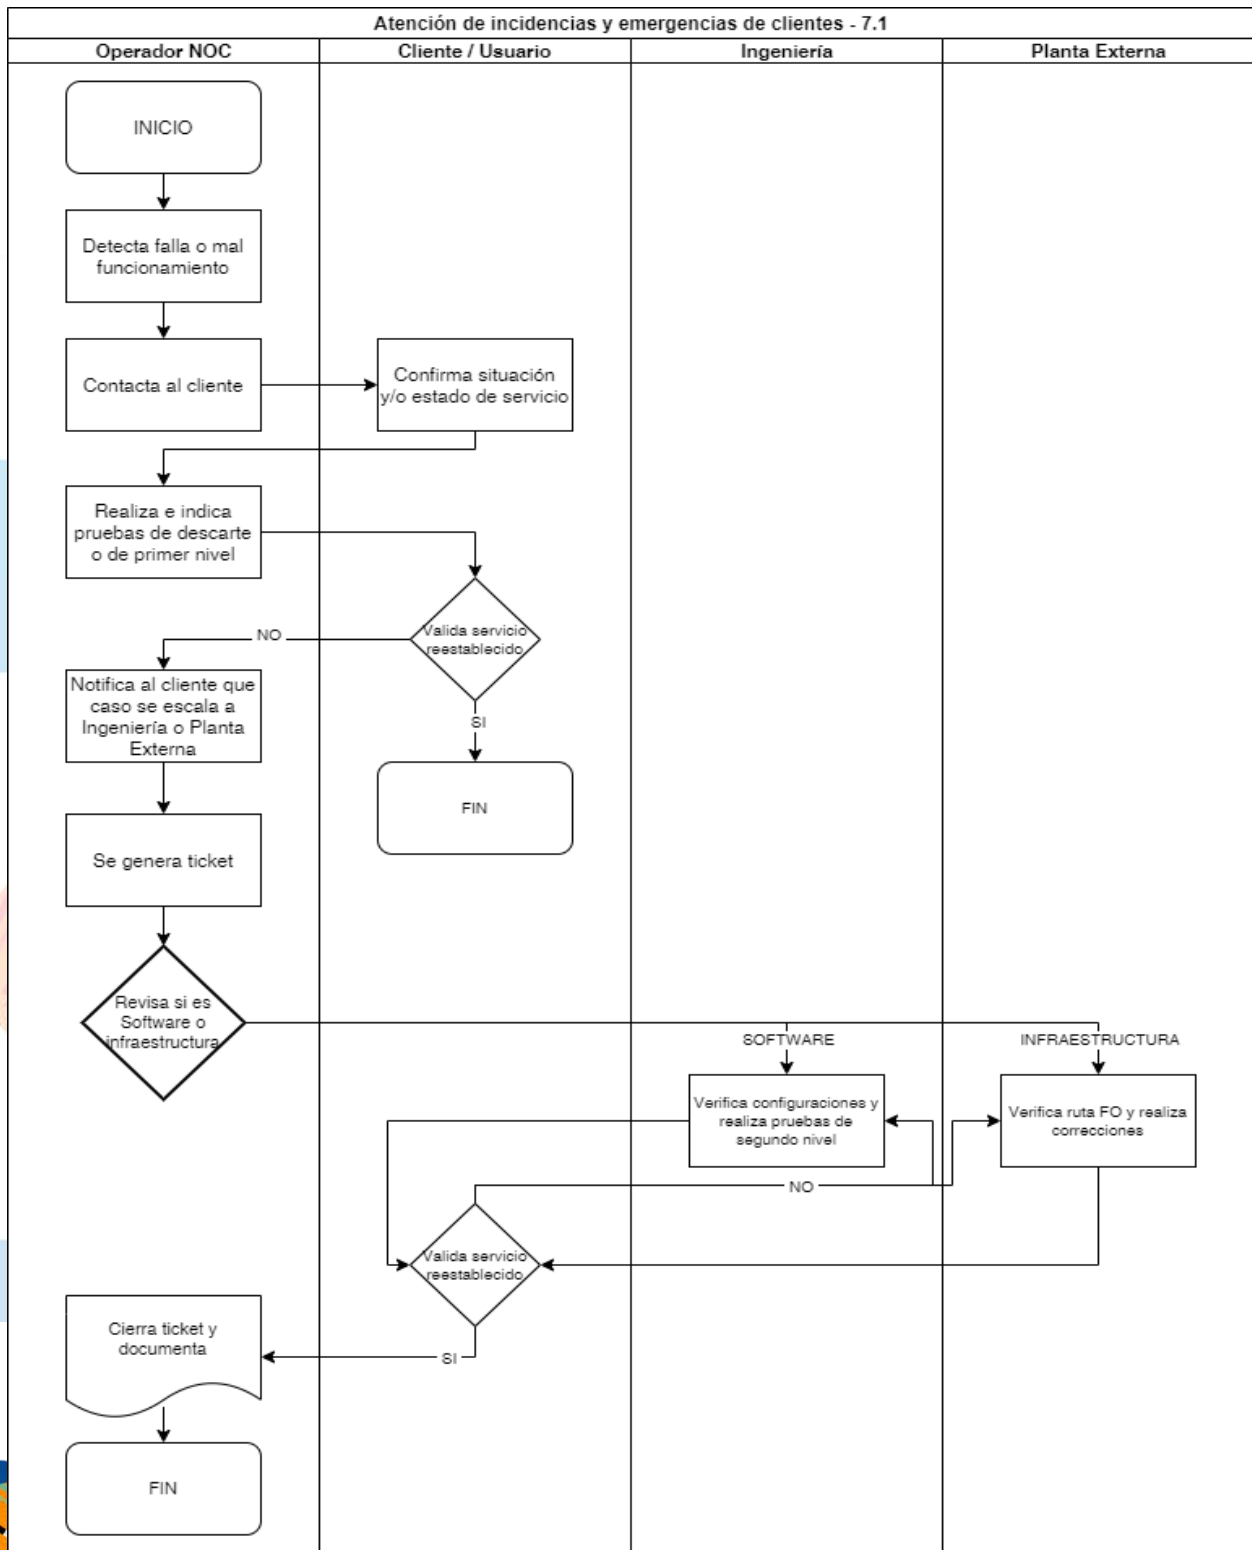 Atención de incidencias y emergencias de clientes - 7.1
Operador NOC
Cliente / Usuario
Ingeniería
Planta Externa
INICIO
Detecta falla o mal
funcionamiento
Contacta al cliente
Confirma situación
y/o estado de servicio
Realiza e indica
pruebas de descarte
o de primer nivel
Valida servicio
reestablecido
NO
SI
Notifica al cliente que
caso se escala a
Ingeniería o Planta
Externa
FIN
Se genera ticket
Revisa si es
Software o
infraestructura
SOFTWARE
INFRAESTRUCTURA
Verifica configuraciones y
realiza pruebas de
segundo nivel
Verifica ruta FO y realiza
correcciones
NO
Valida servicio
reestablecido
SI
Cierra ticket y
documenta
FIN